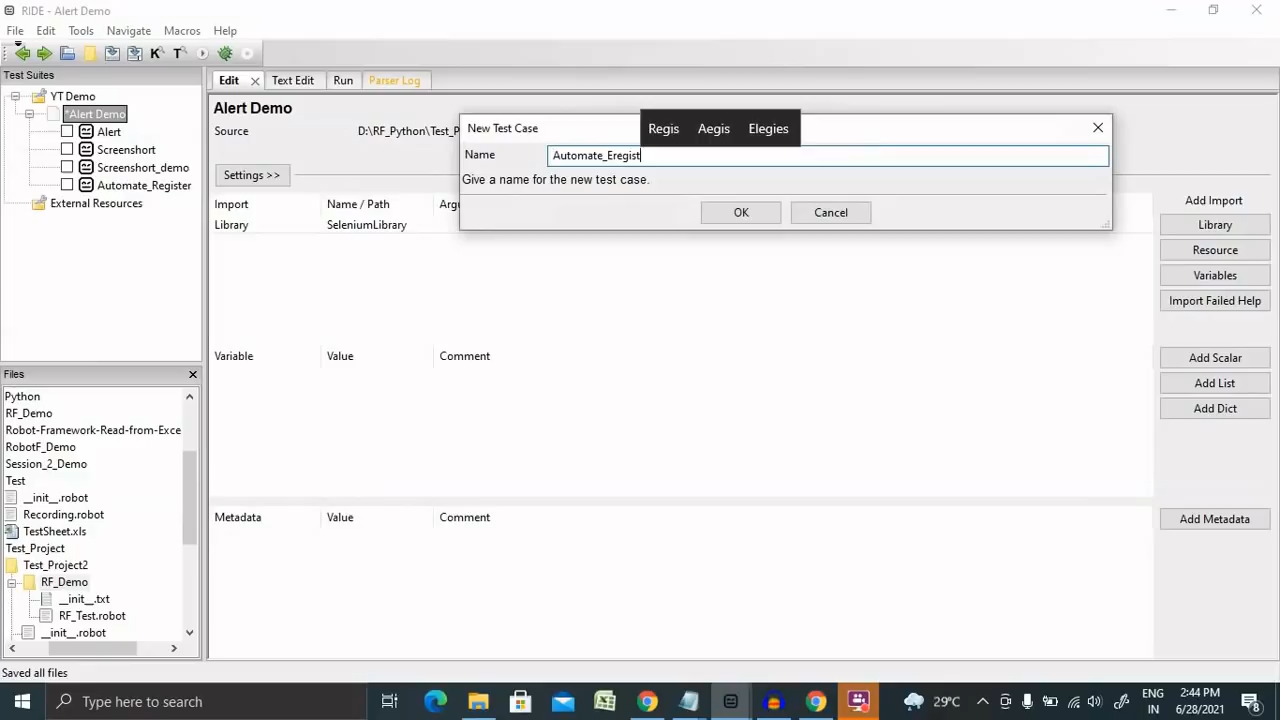 RIDE - Alert Demo
File Edit Tools Navigate Macros Help
Test Suites
YT Demo
*Alert Demo
Alert
Screenshort
Screenshort_demo
Automate_Register
External Resources
Files
Python
RF_Demo
Robot-Framework-Read-from-Exce
RobotF_Demo
Session_2_Demo
Test
__init__.robot
Recording.robot
TestSheet.xls
Test_Project
Test_Project2
RF_Demo
__init__.txt
RF_Test.robot
__init__.robot
Saved all files
Edit Text Edit Run Parser Log
Alert Demo
Source D:\RF_Python\Test_P
Settings >>
Import Name / Path Argu
Library SeleniumLibrary
Variable Value Comment
Metadata Value Comment
New Test Case
Regis Aegis Elegies
Name Automate_Eregist
Give a name for the new test case.
OK Cancel
Add Import
Library
Resource
Variables
Import Failed Help
Add Scalar
Add List
Add Dict
Add Metadata
Type here to search
29°C
ENG
IN
2:44 PM
6/28/2021
8